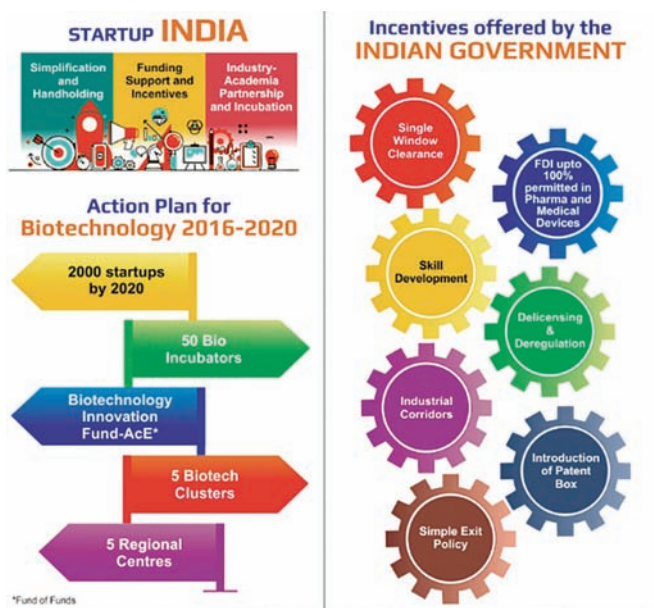 STARTUP INDIA
Simplification
and
Handholding
Funding
Support and
Incentives
Industry-
Academia
Partnership
and Incubation
Action Plan for
Biotechnology 2016-2020
2000 startups
by 2020
50 Bio
Incubators
Biotechnology
Innovation
Fund-AcE*
5 Biotech
Clusters
5 Regional
Centres
*Fund of Funds
Incentives offered by the
INDIAN GOVERNMENT
Single
Window
Clearance
FDI upto
100%
permitted in
Pharma and
Medical
Devices
Skill
Development
Delicensing
&
Deregulation
Industrial
Corridors
Introduction
of Patent
Box
Simple Exit
Policy